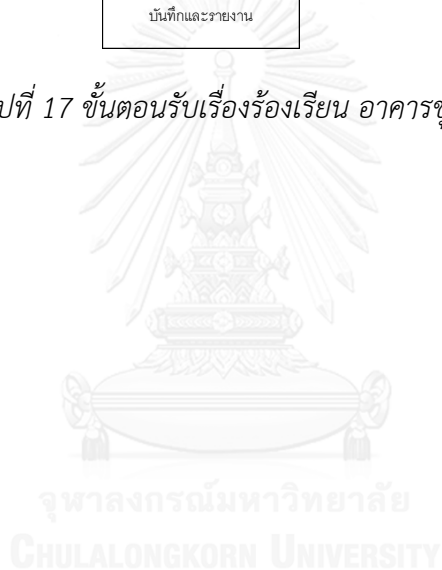 บันทึกและรายงาน
ปที่ 17 ขั้นตอนรับเรื่องร้องเรียน อาคารชุ
จุฬาลงกรณ์มหาวิทยาลัย
CHULALONGKORN UNIVERSITY